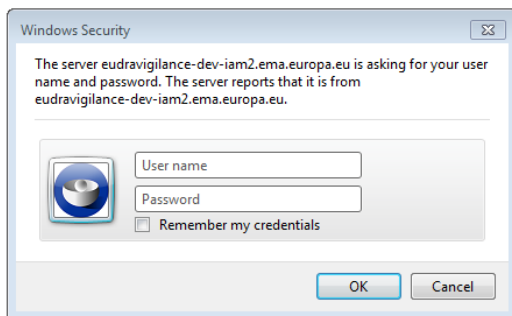 Windows Security
The server eudravigilance-dev-iam2.ema.europa.eu is asking for your user
name and password. The server reports that it is from
eudravigilance-dev-iam2.ema.europa.eu.
User name
Password
Remember my credentials
OK Cancel